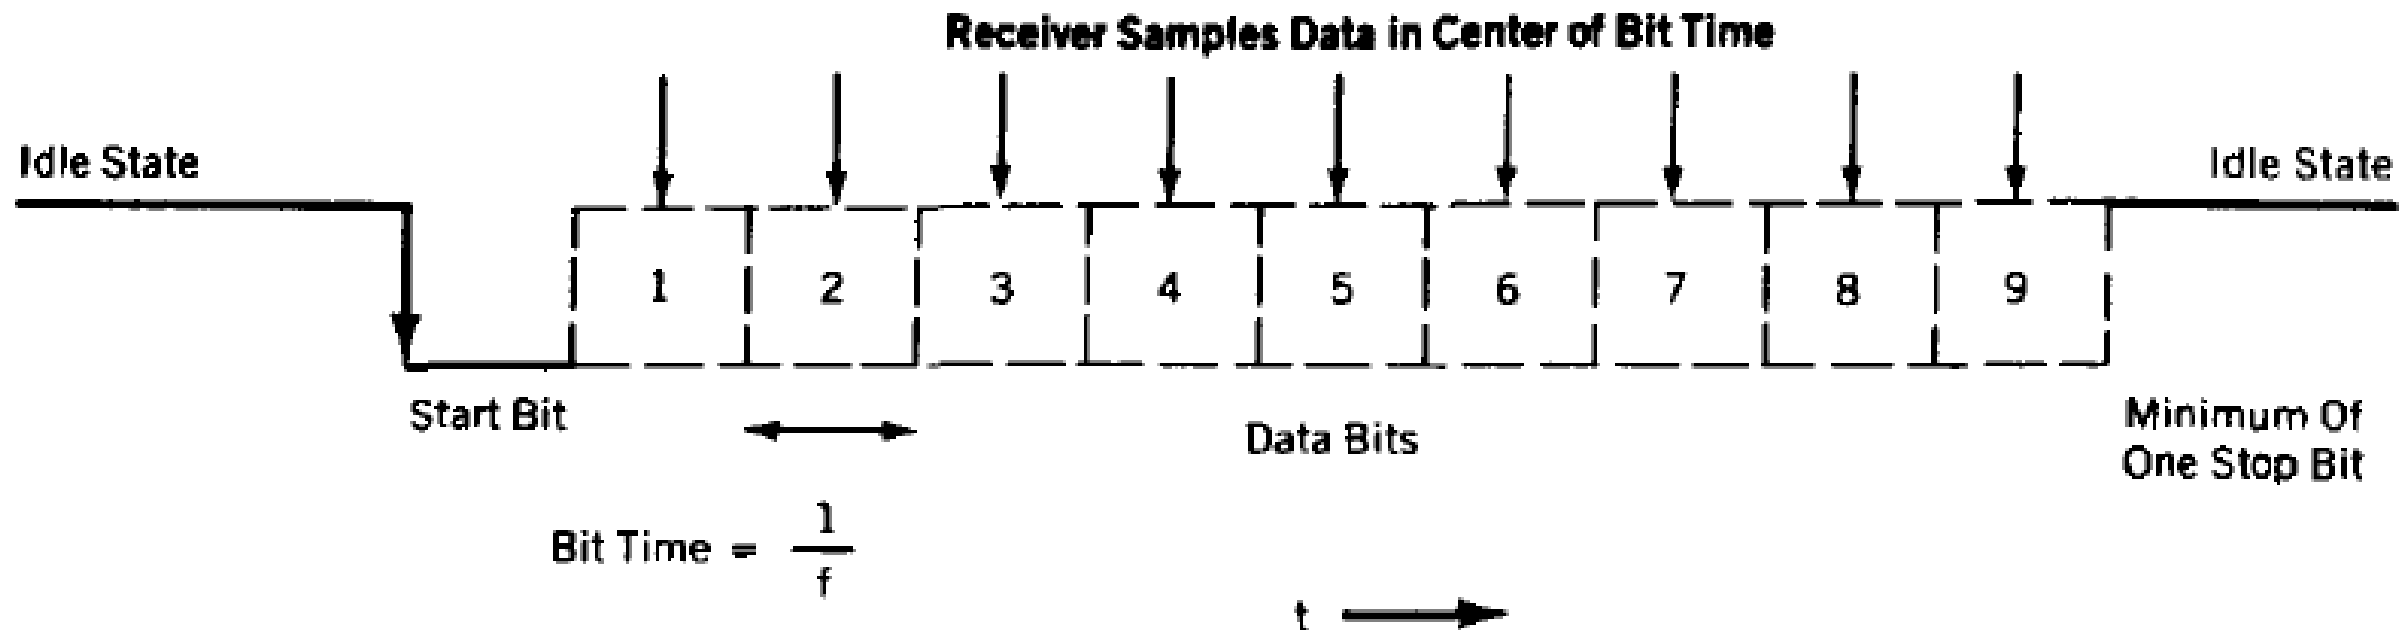 Receiver Samples Data in Center of Bit Time
Idle State
Idle State
1 2 3 4 5 6 7 8 9
Start Bit
Data Bits
Minimum Of
One Stop Bit
Bit Time = 1
f
t